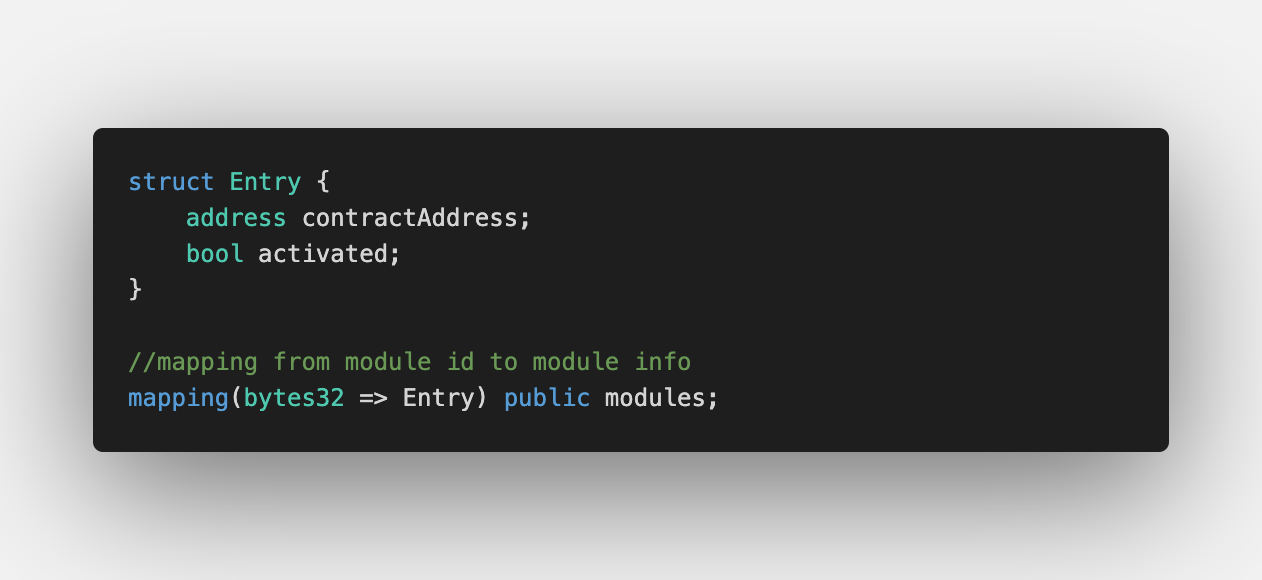 struct Entry {
    address contractAddress;
    bool activated;
}

//mapping from module id to module info
mapping(bytes32 => Entry) public modules;